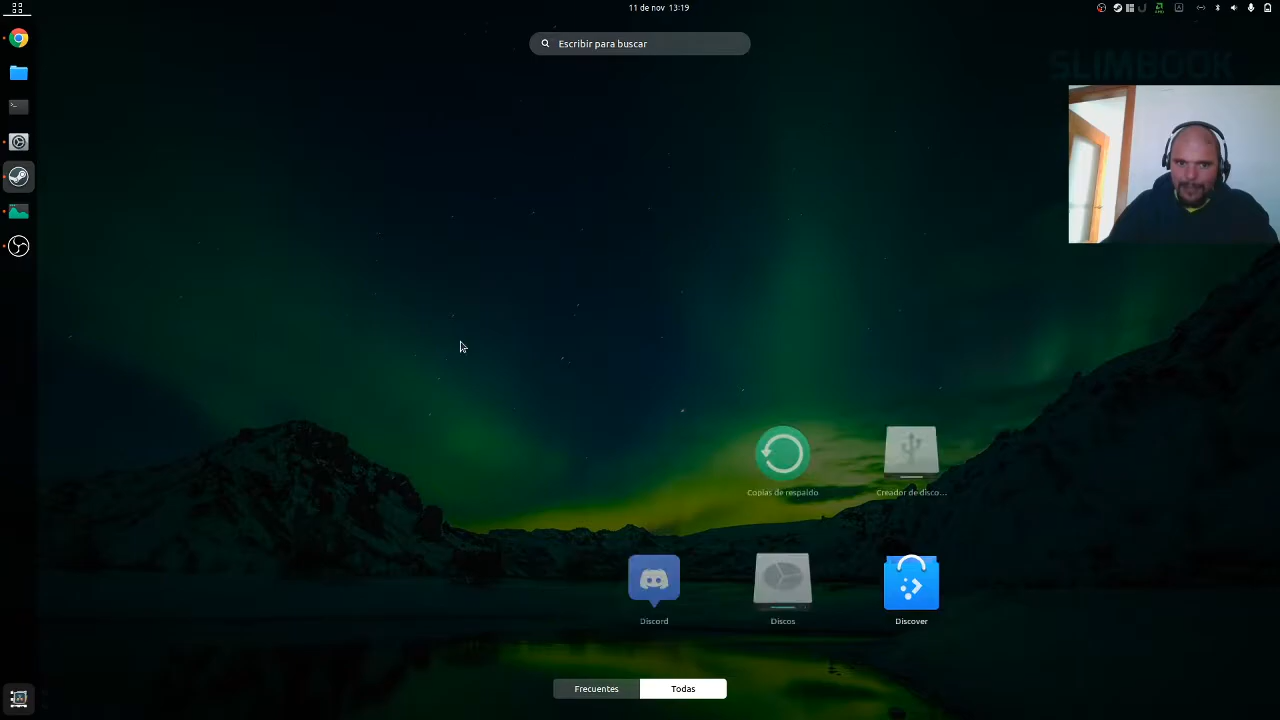 11 de nov 13:19
Escribir para buscar
SLIMBOOK
Copias de respaldo
Creador de disco...
Discord
Discos
Discover
Frecuentes
Todas